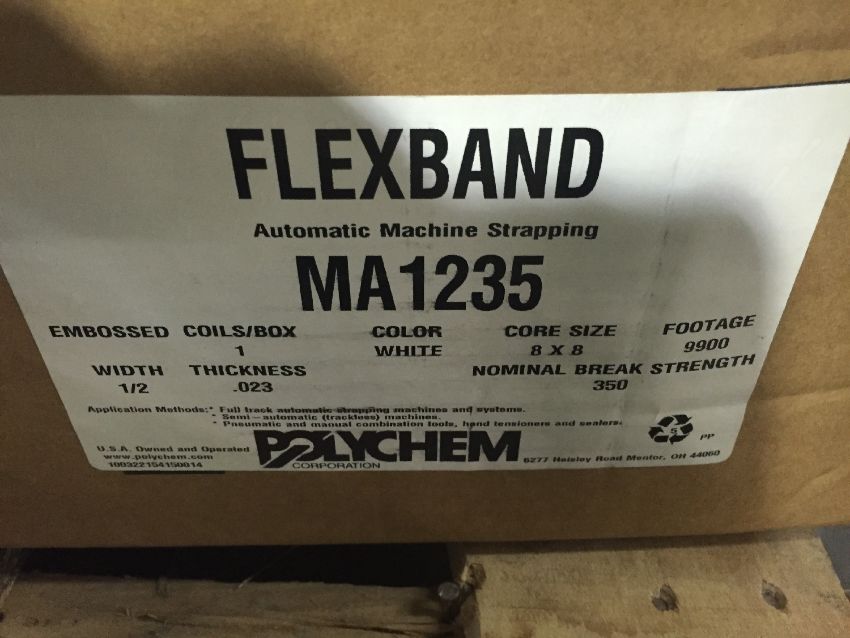 FLEXBAND
Automatic Machine Strapping
MA1235
EMBOSSED COILS/BOX COLOR CORE SIZE FOOTAGE
1 WHITE 8 X 8 9900
WIDTH THICKNESS NOMINAL BREAK STRENGTH
1/2 .023 350
Application Methods:* Full track automatic strapping machines and systems.
* Semi - automatic (trackless) machines.
* Pneumatic and manual combination tools, hand tensioners and sealers.
5 PP
U.S.A. Owned and Operated POLYCHEM
www.polychem.com CORPORATION 6277 Heisley Road Mentor, OH 44060
100322154150014